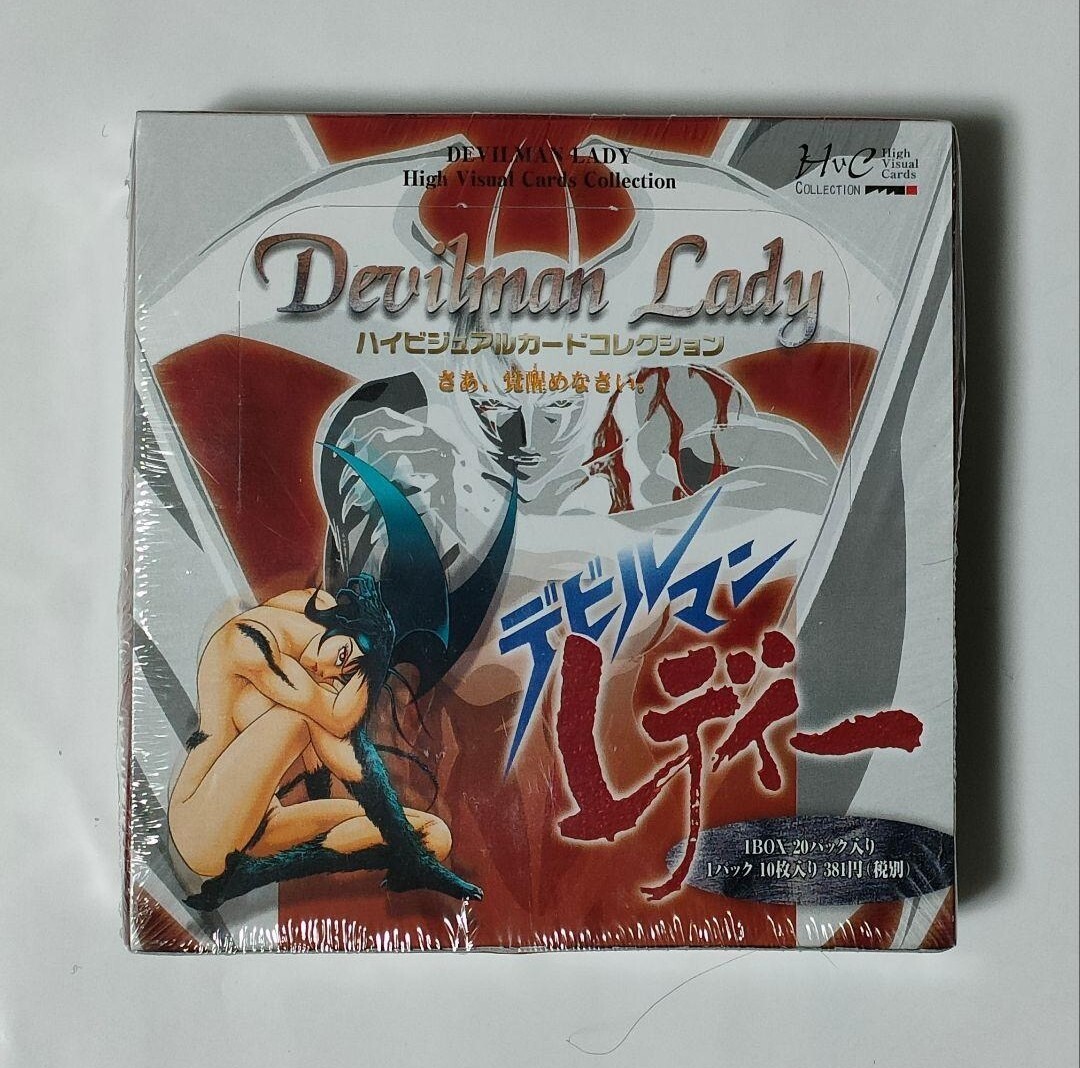 DEVILMAN LADY
High Visual Cards Collection
HvC High Visual Cards
COLLECTION
Devilman Lady
ハイビジュアルカードコレクション
さあ、覚醒めなさい。
デビルマン
レディー
1BOX 20パック入り
1パック 10枚入り 381円(税別)